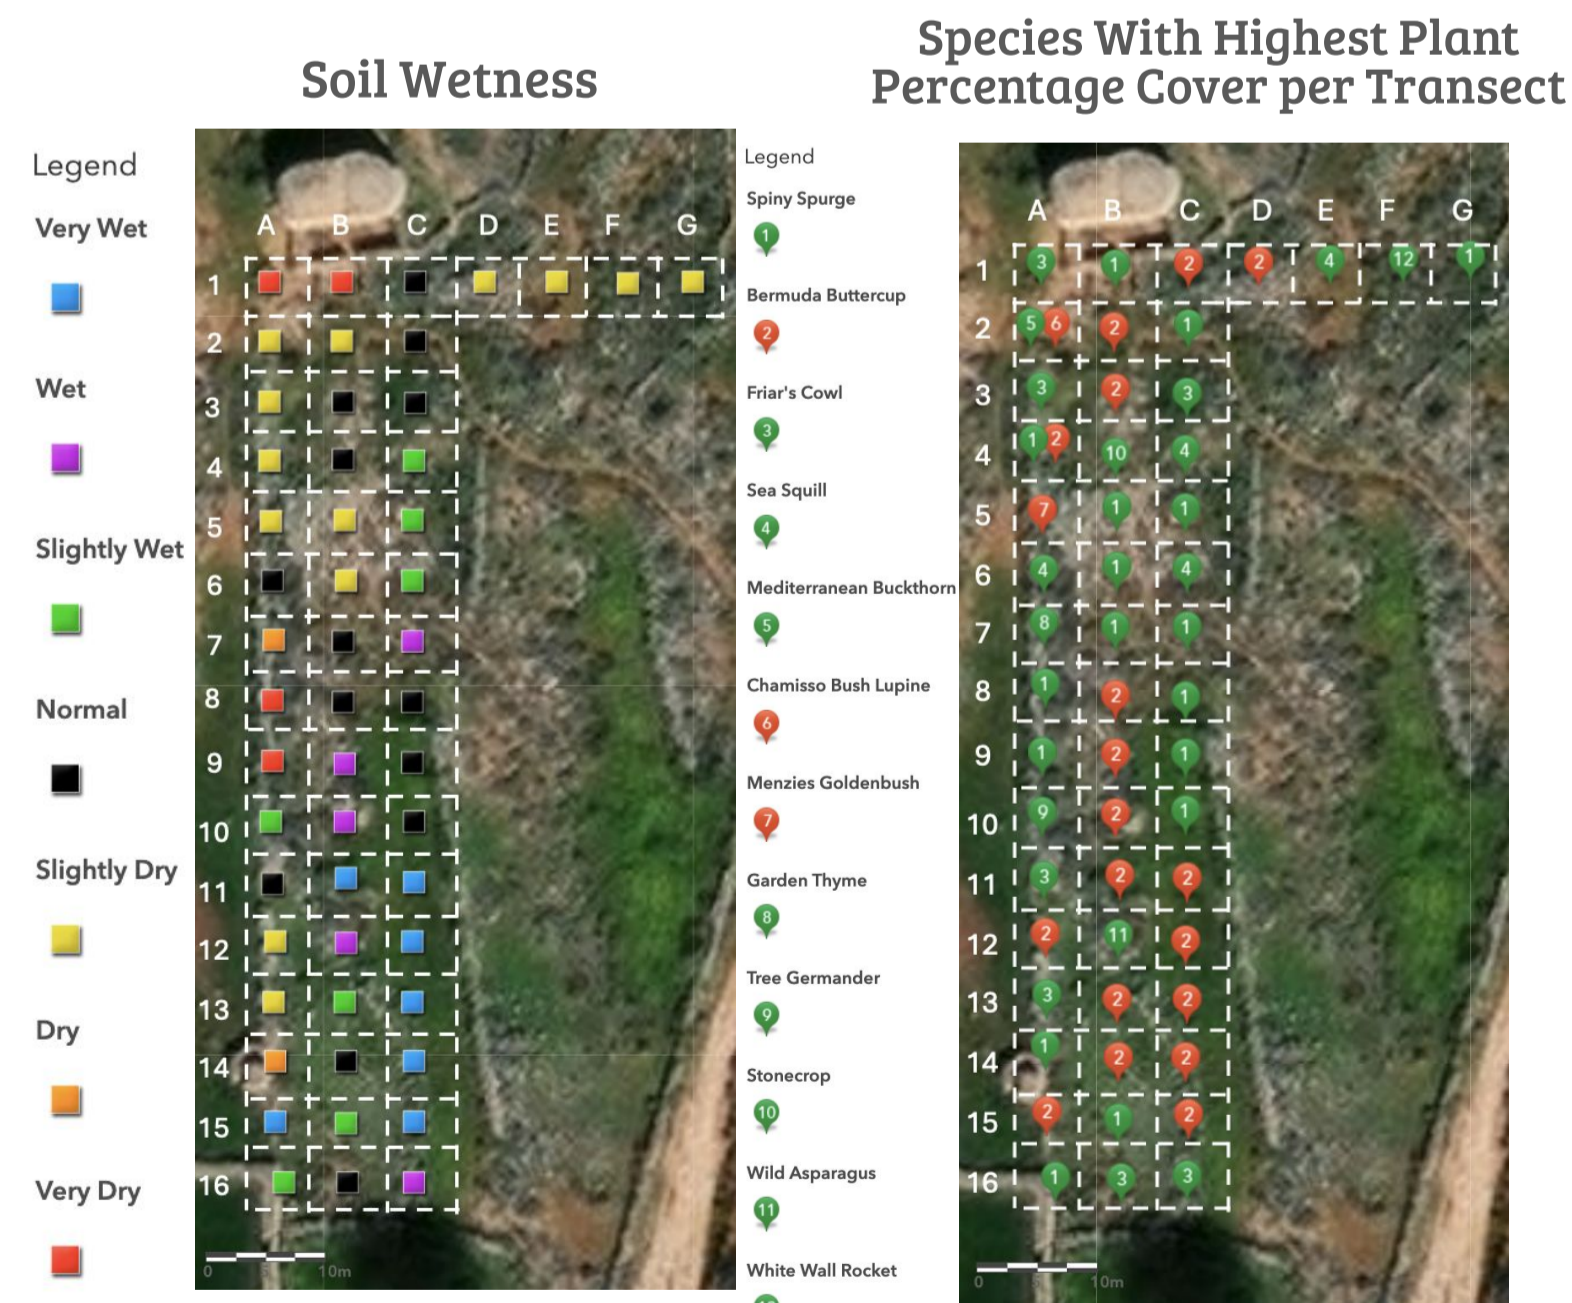 Soil Wetness
Species With Highest Plant
Percentage Cover per Transect
Legend
Very Wet
Wet
Slightly Wet
Normal
Slightly Dry
Dry
Very Dry
A B C D E F G
1
2
3
4
5
6
7
8
9
10
11
12
13
14
15
16
0 10m
Legend
Spiny Spurge
1
Bermuda Buttercup
2
Friar's Cowl
3
Sea Squill
4
Mediterranean Buckthorn
5
Chamisso Bush Lupine
6
Menzies Goldenbush
7
Garden Thyme
8
Tree Germander
9
Stonecrop
10
Wild Asparagus
11
White Wall Rocket
A B C D E F G
1 3 1 2 2 4 12 1
2 5 6 2 1
3 3 2 3
4 1 2 10 4
5 7 1 1
6 4 1 4
7 8 1 1
8 1 2 1
9 1 2 1
10 9 2 1
11 3 2 2
12 2 11 2
13 3 2 2
14 1 2 2
15 2 1 2
16 1 3 3
0 10m